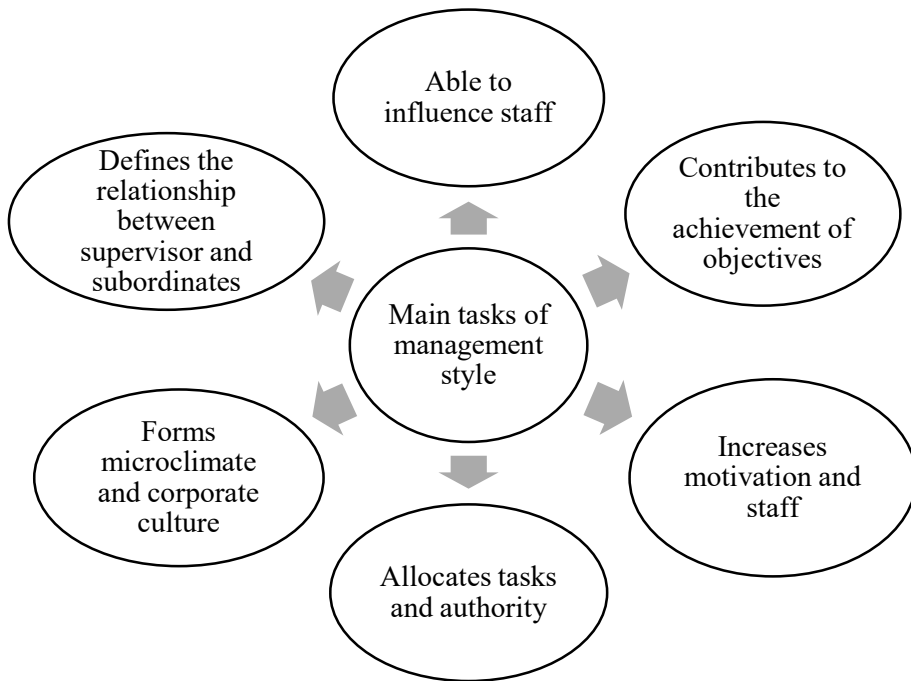 Able to
influence staff
Defines the
relationship
between
supervisor and
subordinates
Contributes to
the
achievement of
objectives
Main tasks of
management
style
Forms
microclimate
and corporate
culture
Increases
motivation and
staff
Allocates tasks
and authority